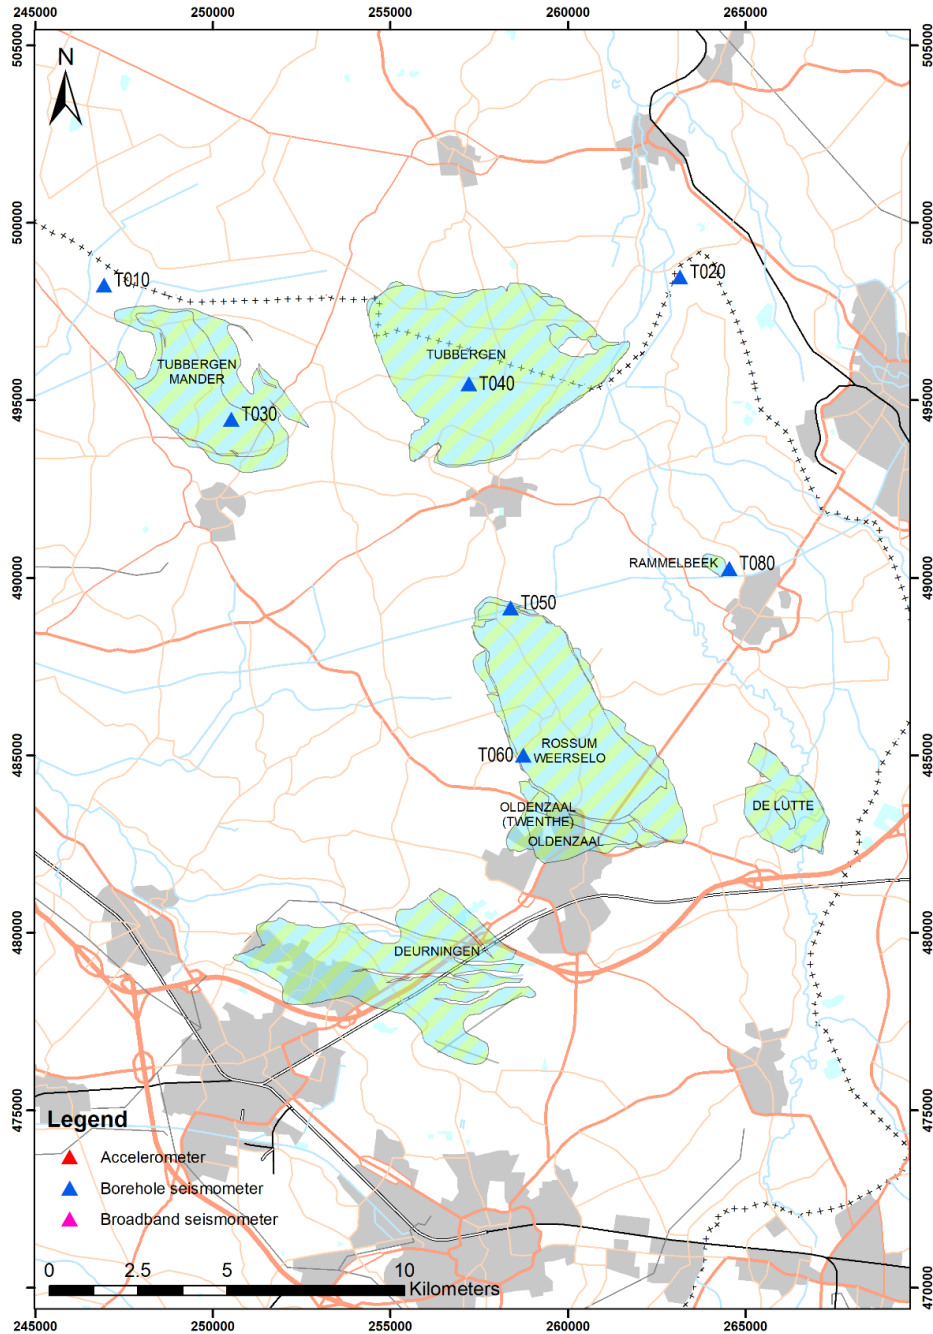 245000 250000 255000 260000 265000
505000 505000
N
500000 500000
T010
T020
TUBBERGEN
MANDER
TUBBERGEN
T040
T030
495000 495000
RAMMELBEEK
T080
490000 490000
T050
T060
ROSSUM
WEERSELO
485000 485000
OLDENZAAL
(TWENTHE)
OLDENZAAL
DE LUTTE
480000 480000
DEURNINGEN
475000 475000
Legend
Accelerometer
Borehole seismometer
Broadband seismometer
0 2.5 5 10
Kilometers
470000 470000
245000 250000 255000 260000 265000